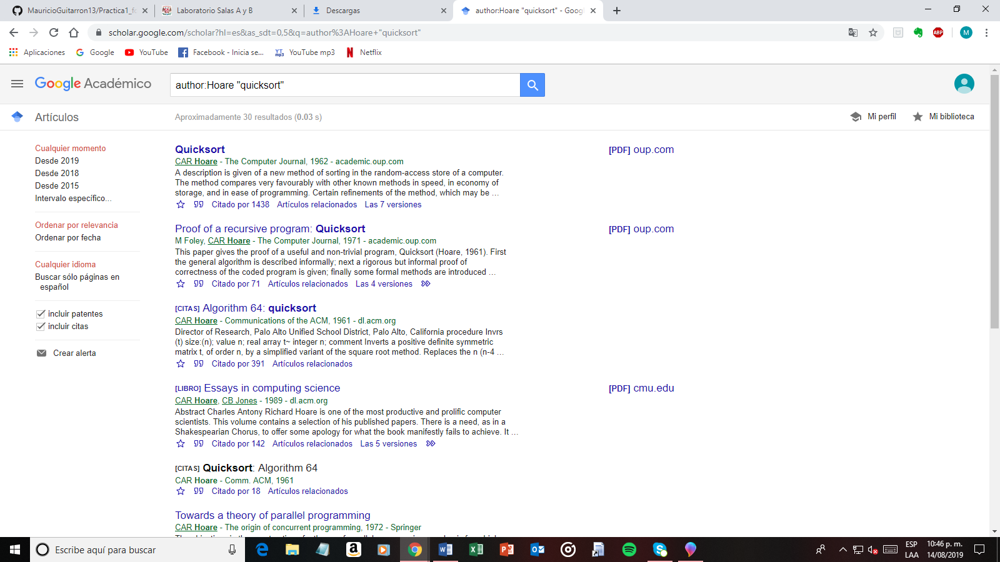 MauricioGuitarron13/Practica1_fo
Laboratorio Salas A y B
Descargas
author:Hoare "quicksort" - Goog
scholar.google.com/scholar?hl=es&as_sdt=0,5&q=author%3AHoare+"quicksort"
ABP
M
Aplicaciones
Google
YouTube
Facebook - Inicia se...
YT mp3
YouTube mp3
Netflix
Google Académico
author:Hoare "quicksort"
Artículos
Aproximadamente 30 resultados (0.03 s)
Mi perfil
Mi biblioteca
Cualquier momento
Desde 2019
Desde 2018
Desde 2015
Intervalo específico...
Ordenar por relevancia
Ordenar por fecha
Cualquier idioma
Buscar sólo páginas en
español
incluir patentes
incluir citas
Crear alerta
Quicksort
[PDF] oup.com
CAR Hoare - The Computer Journal, 1962 - academic.oup.com
A description is given of a new method of sorting in the random-access store of a computer.
The method compares very favourably with other known methods in speed, in economy of
storage, and in ease of programming. Certain refinements of the method, which may be …
Citado por 1438 Artículos relacionados Las 7 versiones
Proof of a recursive program: Quicksort
[PDF] oup.com
M Foley, CAR Hoare - The Computer Journal, 1971 - academic.oup.com
This paper gives the proof of a useful and non-trivial program, Quicksort (Hoare, 1961). First
the general algorithm is described informally; next a rigorous but informal proof of
correctness of the coded program is given; finally some formal methods are introduced …
Citado por 71 Artículos relacionados Las 4 versiones
[CITAS] Algorithm 64: quicksort
CAR Hoare - Communications of the ACM, 1961 - dl.acm.org
Director of Research, Palo Alto Unified School District, Palo Alto, California procedure Invrs
(t) size:(n); value n; real array t~ integer n; comment Inverts a positive definite symmetric
matrix t, of order n, by a simplified variant of the square root method. Replaces the n (n-4 …
Citado por 391 Artículos relacionados
[LIBRO] Essays in computing science
[PDF] cmu.edu
CAR Hoare, CB Jones - 1989 - dl.acm.org
Abstract Charles Antony Richard Hoare is one of the most productive and prolific computer
scientists. This volume contains a selection of his published papers. There is a need, as in a
Shakespearian Chorus, to offer some apology for what the book manifestly fails to achieve. It …
Citado por 142 Artículos relacionados Las 5 versiones
[CITAS] Quicksort: Algorithm 64
CAR Hoare - Comm. ACM, 1961
Citado por 18 Artículos relacionados
Towards a theory of parallel programming
CAR Hoare - The origin of concurrent programming, 1972 - Springer
Escribe aquí para buscar
ESP
LAA
10:46 p. m.
14/08/2019